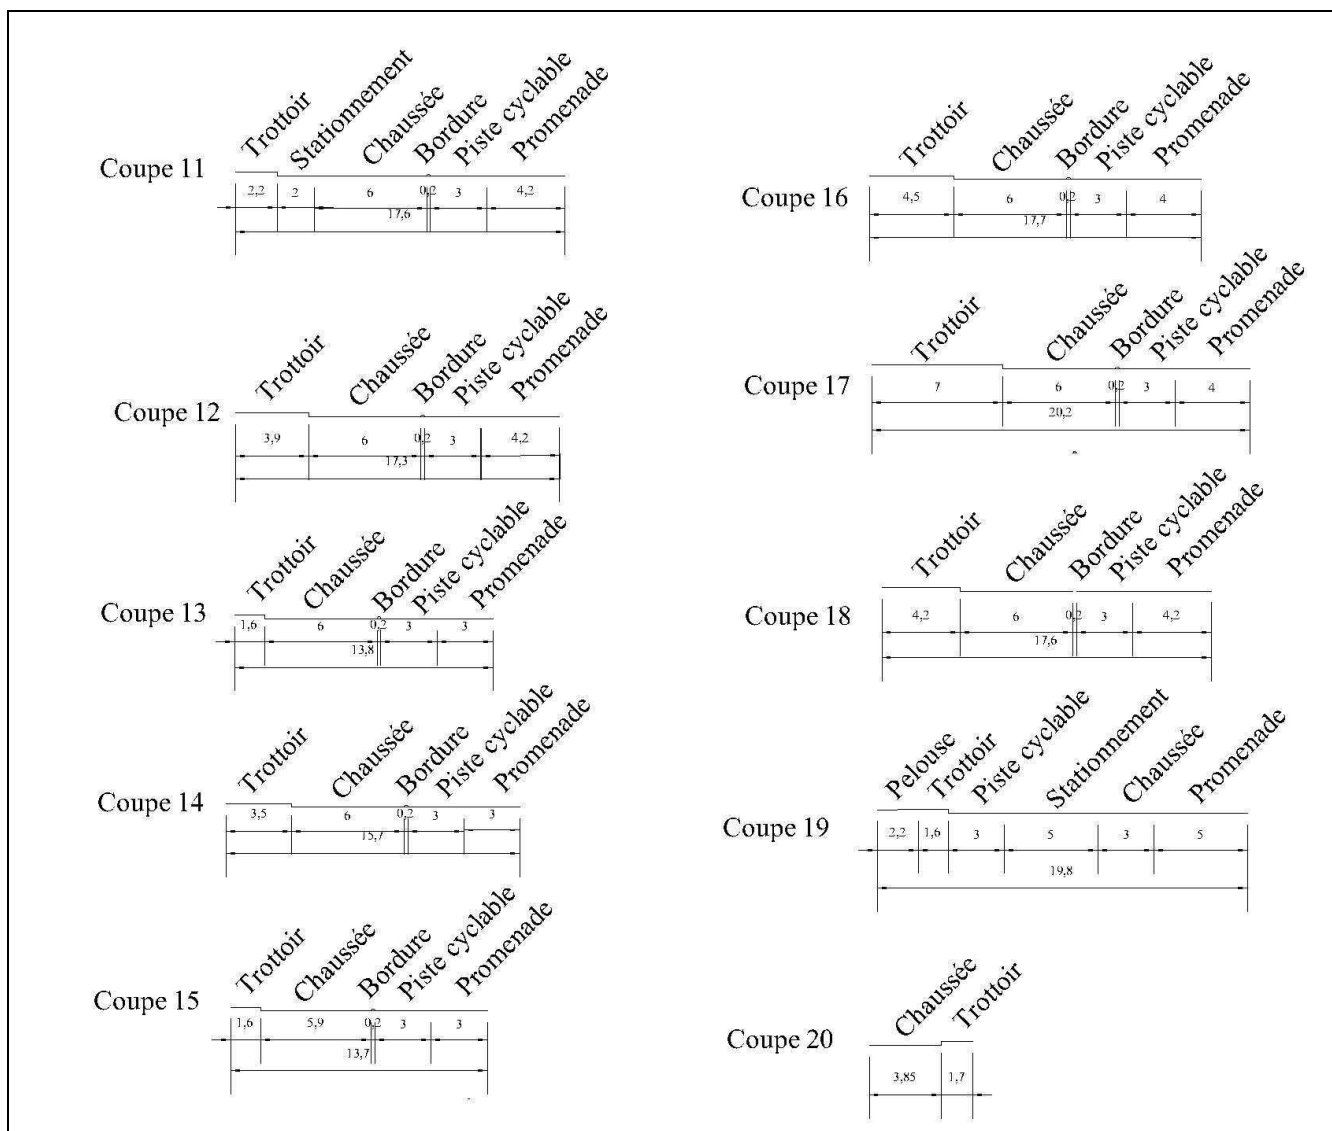 Coupe 11
Trottoir
Stationnement
Chaussée
Bordure
Piste cyclable
Promenade
2,2 2 6 0,2 3 4,2
17,6
Coupe 12
Trottoir
Chaussée
Bordure
Piste cyclable
Promenade
3,9 6 0,2 3 4,2
17,3
Coupe 13
Trottoir
Chaussée
Bordure
Piste cyclable
Promenade
1,6 6 0,2 3 3
13,8
Coupe 14
Trottoir
Chaussée
Bordure
Piste cyclable
Promenade
3,5 6 0,2 3 3
15,7
Coupe 15
Trottoir
Chaussée
Bordure
Piste cyclable
Promenade
1,6 5,9 0,2 3 3
13,7
Coupe 16
Trottoir
Chaussée
Bordure
Piste cyclable
Promenade
4,5 6 0,2 3 4
17,7
Coupe 17
Trottoir
Chaussée
Bordure
Piste cyclable
Promenade
7 6 0,2 3 4
20,2
Coupe 18
Trottoir
Chaussée
Bordure
Piste cyclable
Promenade
4,2 6 0,2 3 4,2
17,6
Coupe 19
Pelouse
Trottoir
Piste cyclable
Stationnement
Chaussée
Promenade
2,2 1,6 3 5 3 5
19,8
Coupe 20
Chaussée
Trottoir
3,85 1,7